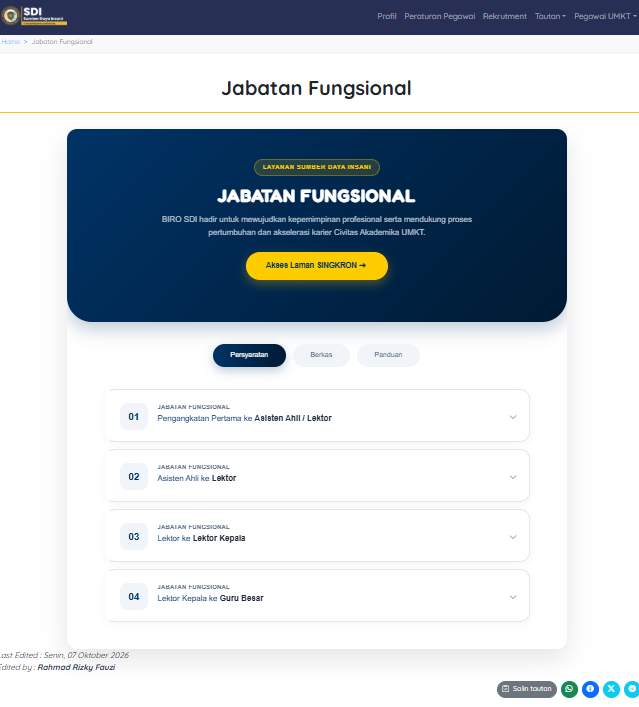 SDI
Sumber Daya Insani
Profil Peraturan Pegawai Rekrutment Tautan Pegawai UMKT
Home > Jabatan Fungsional
Jabatan Fungsional
LAYANAN SUMBER DAYA INSANI
JABATAN FUNGSIONAL
BIRO SDI hadir untuk mewujudkan kepemimpinan profesional serta mendukung proses
pertumbuhan dan akselerasi karier Civitas Akademika UMKT.
Akses Laman SINGKRON →
Persyaratan Berkas Panduan
JABATAN FUNGSIONAL
01 Pengangkatan Pertama ke Asisten Ahli / Lektor
JABATAN FUNGSIONAL
02 Asisten Ahli ke Lektor
JABATAN FUNGSIONAL
03 Lektor ke Lektor Kepala
JABATAN FUNGSIONAL
04 Lektor Kepala ke Guru Besar
Last Edited : Senin, 07 Oktober 2026
Edited by : Rahmad Rizky Fauzi
Salin tautan